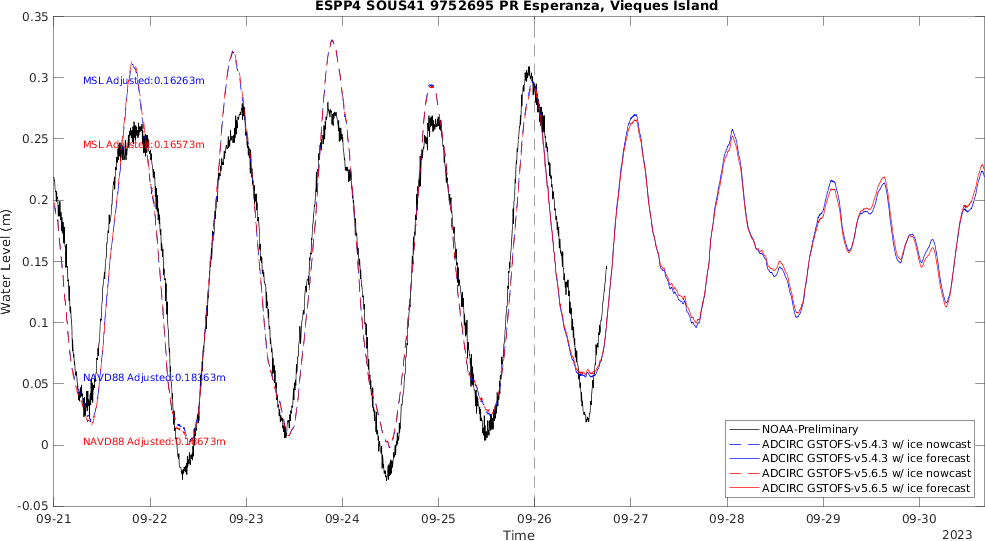 ESPP4 SOUS41 9752695 PR Esperanza, Vieques Island
0.35
0.3
0.25
0.2
0.15
0.1
0.05
0
-0.05
Water Level (m)
MSL Adjusted:0.16263m
MSL Adjusted:0.16573m
NAVD88 Adjusted:0.18363m
NAVD88 Adjusted:0.18673m
NOAA-Preliminary
ADCIRC GSTOFS-v5.4.3 w/ ice nowcast
ADCIRC GSTOFS-v5.4.3 w/ ice forecast
ADCIRC GSTOFS-v5.6.5 w/ ice nowcast
ADCIRC GSTOFS-v5.6.5 w/ ice forecast
09-21 09-22 09-23 09-24 09-25 09-26 09-27 09-28 09-29 09-30
Time
2023